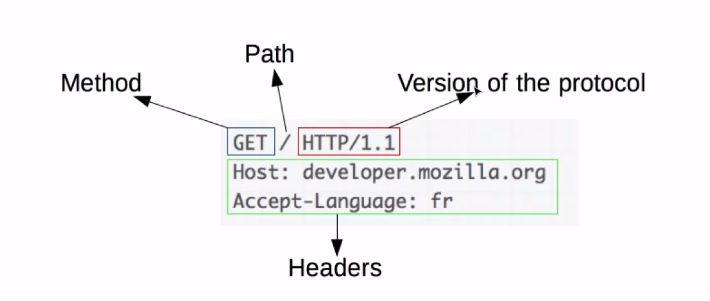 Path
Method
Version of the protocol
GET / HTTP/1.1
Host: developer.mozilla.org
Accept-Language: fr
Headers